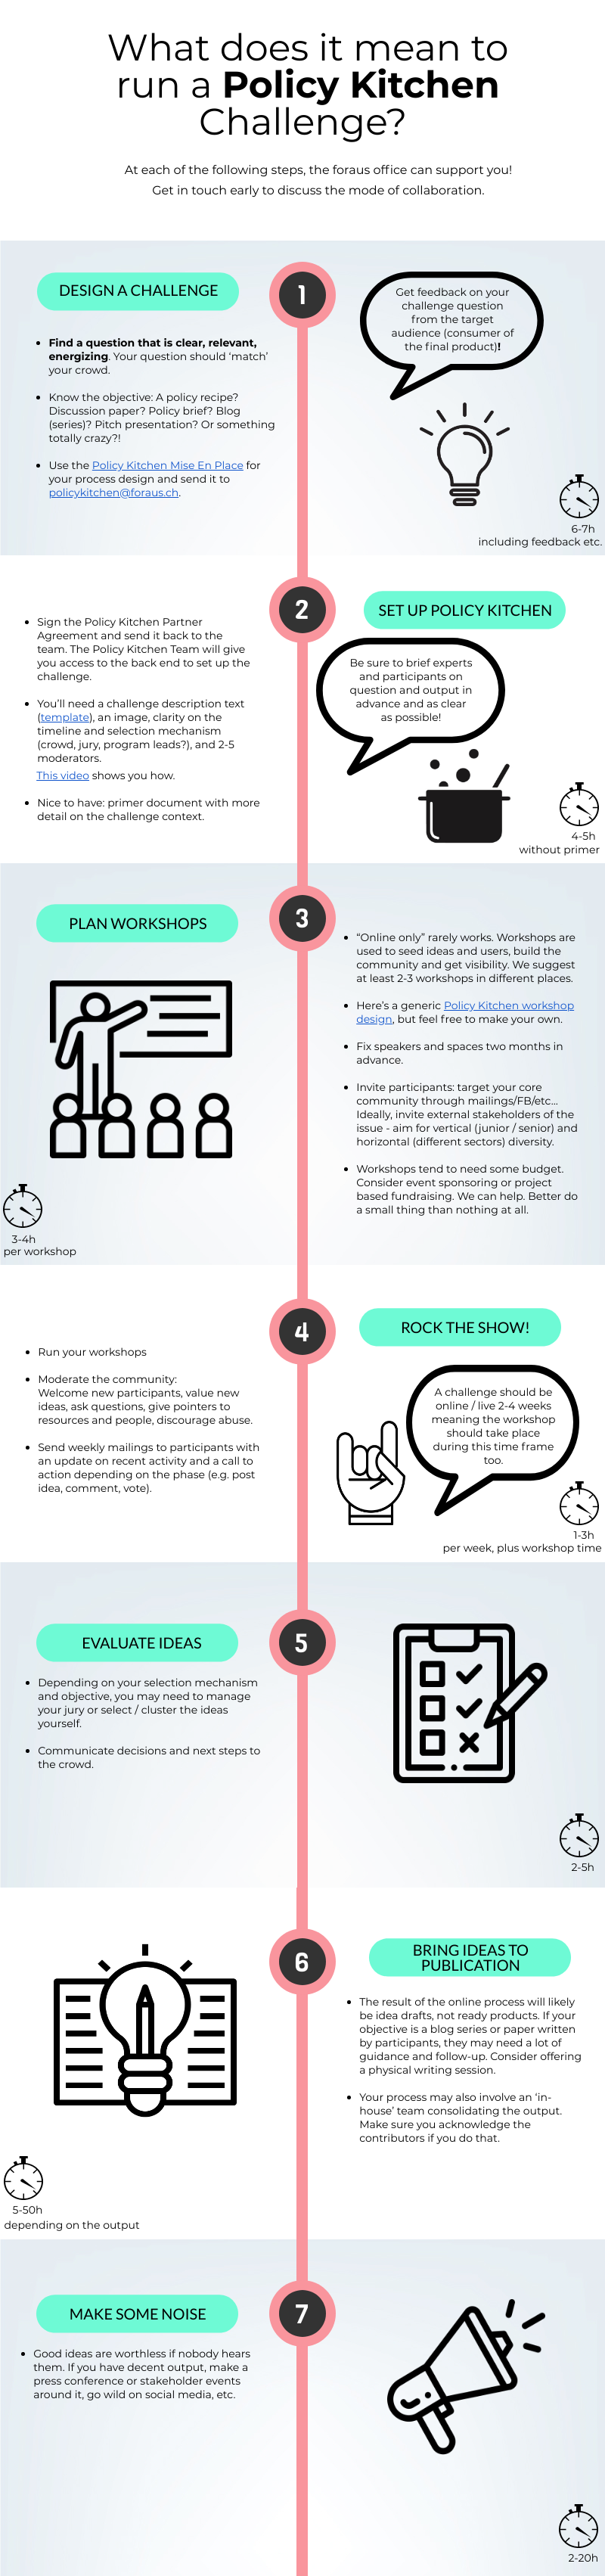 What does it mean to
run a Policy Kitchen
Challenge?
At each of the following steps, the foraus office can support you!
Get in touch early to discuss the mode of collaboration.
1
DESIGN A CHALLENGE
Find a question that is clear, relevant,
energizing. Your question should ‘match’
your crowd.
Know the objective: A policy recipe?
Discussion paper? Policy brief? Blog
(series)? Pitch presentation? Or something
totally crazy?!
Use the Policy Kitchen Mise En Place for
your process design and send it to
policykitchen@foraus.ch.
Get feedback on your
challenge question
from the target
audience (consumer of
the final product)!
6-7h
including feedback etc.
2
SET UP POLICY KITCHEN
Sign the Policy Kitchen Partner
Agreement and send it back to the
team. The Policy Kitchen Team will give
you access to the back end to set up the
challenge.
You’ll need a challenge description text
(template), an image, clarity on the
timeline and selection mechanism
(crowd, jury, program leads?), and 2-5
moderators.
This video shows you how.
Nice to have: primer document with more
detail on the challenge context.
Be sure to brief experts
and participants on
question and output in
advance and as clear
as possible!
4-5h
without primer
3
PLAN WORKSHOPS
“Online only” rarely works. Workshops are
used to seed ideas and users, build the
community and get visibility. We suggest
at least 2-3 workshops in different places.
Here’s a generic Policy Kitchen workshop
design, but feel free to make your own.
Fix speakers and spaces two months in
advance.
Invite participants: target your core
community through mailings/FB/etc...
Ideally, invite external stakeholders of the
issue - aim for vertical (junior / senior) and
horizontal (different sectors) diversity.
Workshops tend to need some budget.
Consider event sponsoring or project
based fundraising. We can help. Better do
a small thing than nothing at all.
3-4h
per workshop
4
ROCK THE SHOW!
Run your workshops
Moderate the community:
Welcome new participants, value new
ideas, ask questions, give pointers to
resources and people, discourage abuse.
Send weekly mailings to participants with
an update on recent activity and a call to
action depending on the phase (e.g. post
idea, comment, vote).
A challenge should be
online / live 2-4 weeks
meaning the workshop
should take place
during this time frame
too.
1-3h
per week, plus workshop time
5
EVALUATE IDEAS
Depending on your selection mechanism
and objective, you may need to manage
your jury or select / cluster the ideas
yourself.
Communicate decisions and next steps to
the crowd.
2-5h
6
BRING IDEAS TO
PUBLICATION
The result of the online process will likely
be idea drafts, not ready products. If your
objective is a blog series or paper written
by participants, they may need a lot of
guidance and follow-up. Consider offering
a physical writing session.
Your process may also involve an ‘in-
house’ team consolidating the output.
Make sure you acknowledge the
contributors if you do that.
5-50h
depending on the output
7
MAKE SOME NOISE
Good ideas are worthless if nobody hears
them. If you have decent output, make a
press conference or stakeholder events
around it, go wild on social media, etc.
2-20h